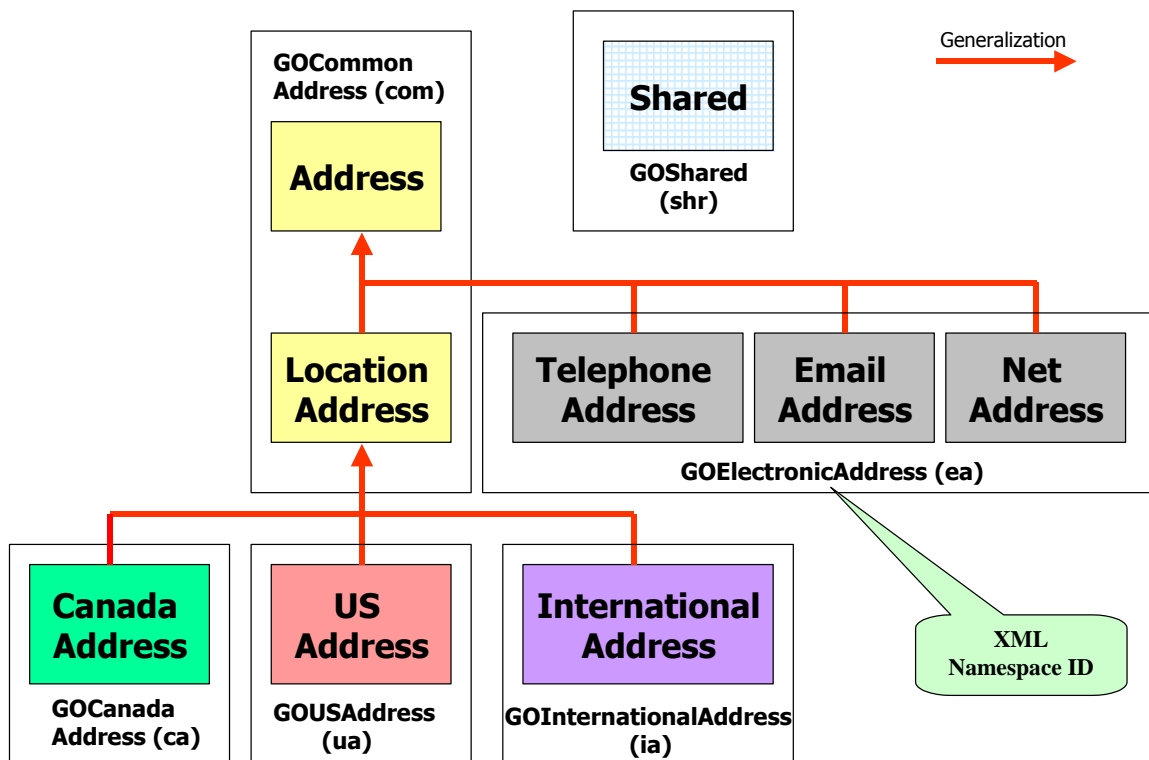 GOCommon
Address (com)
Address
Shared
GOShared
(shr)
Generalization
Location
Address
Telephone
Address
Email
Address
Net
Address
GOElectronicAddress (ea)
Canada
Address
GOCanada
Address (ca)
US
Address
GOUSAddress
(ua)
International
Address
GOInternationalAddress
(ia)
XML
Namespace ID